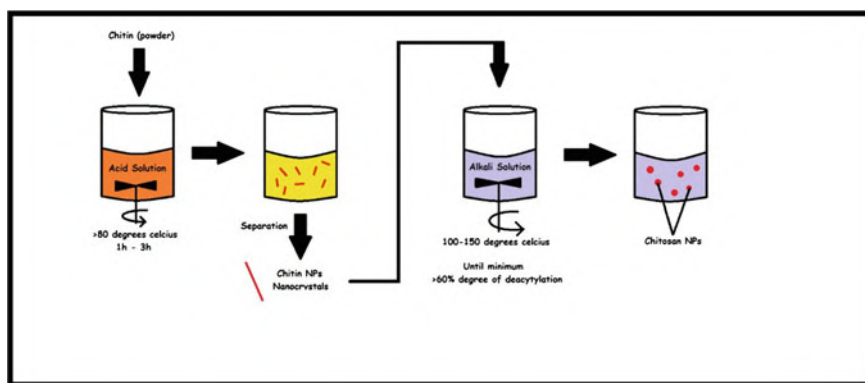 Chitin (powder)
Acid Solution
>80 degrees celcius
1h - 3h
Separation
Chitin NPs
Nanocrystals
Alkali Solution
100-150 degrees celcius
Until minimum
>60% degree of deacytylation
Chitosan NPs